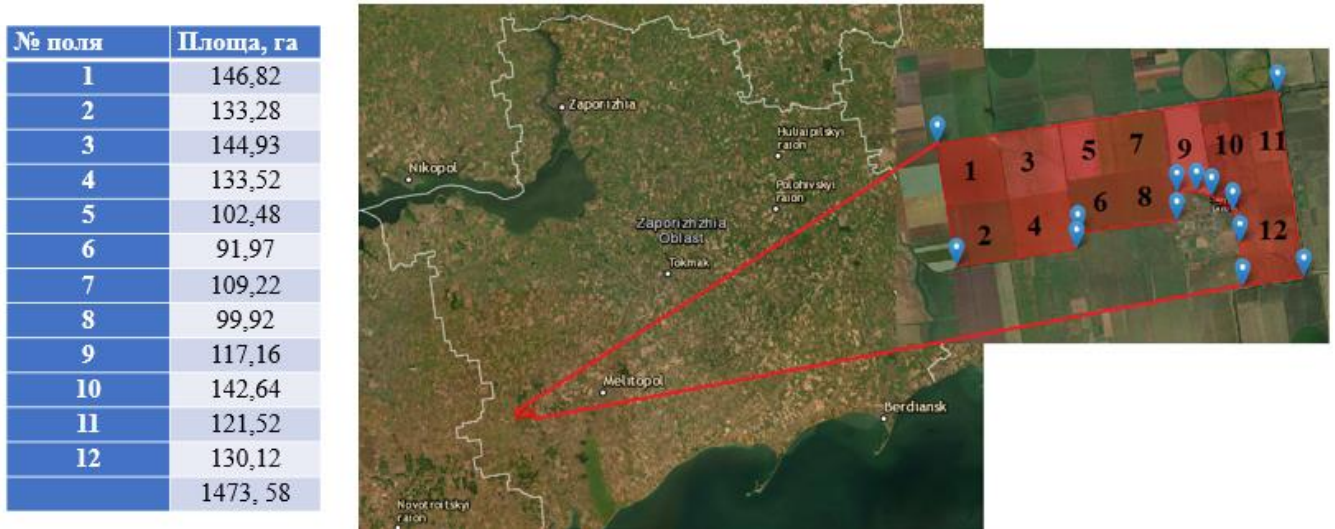 № поля Площа, га
1 146,82
2 133,28
3 144,93
4 133,52
5 102,48
6 91,97
7 109,22
8 99,92
9 117,16
10 142,64
11 121,52
12 130,12
1473, 58
Zaporizhia
Huliaipilskyi
raion
Nikopol
Polohivskyi
raion
Zaporizhzhia
Oblast
Tokmak
Melitopol
Berdiansk
Novotroitskyi
raion
1 3 5 7 9 10 11
2 4 6 8 12